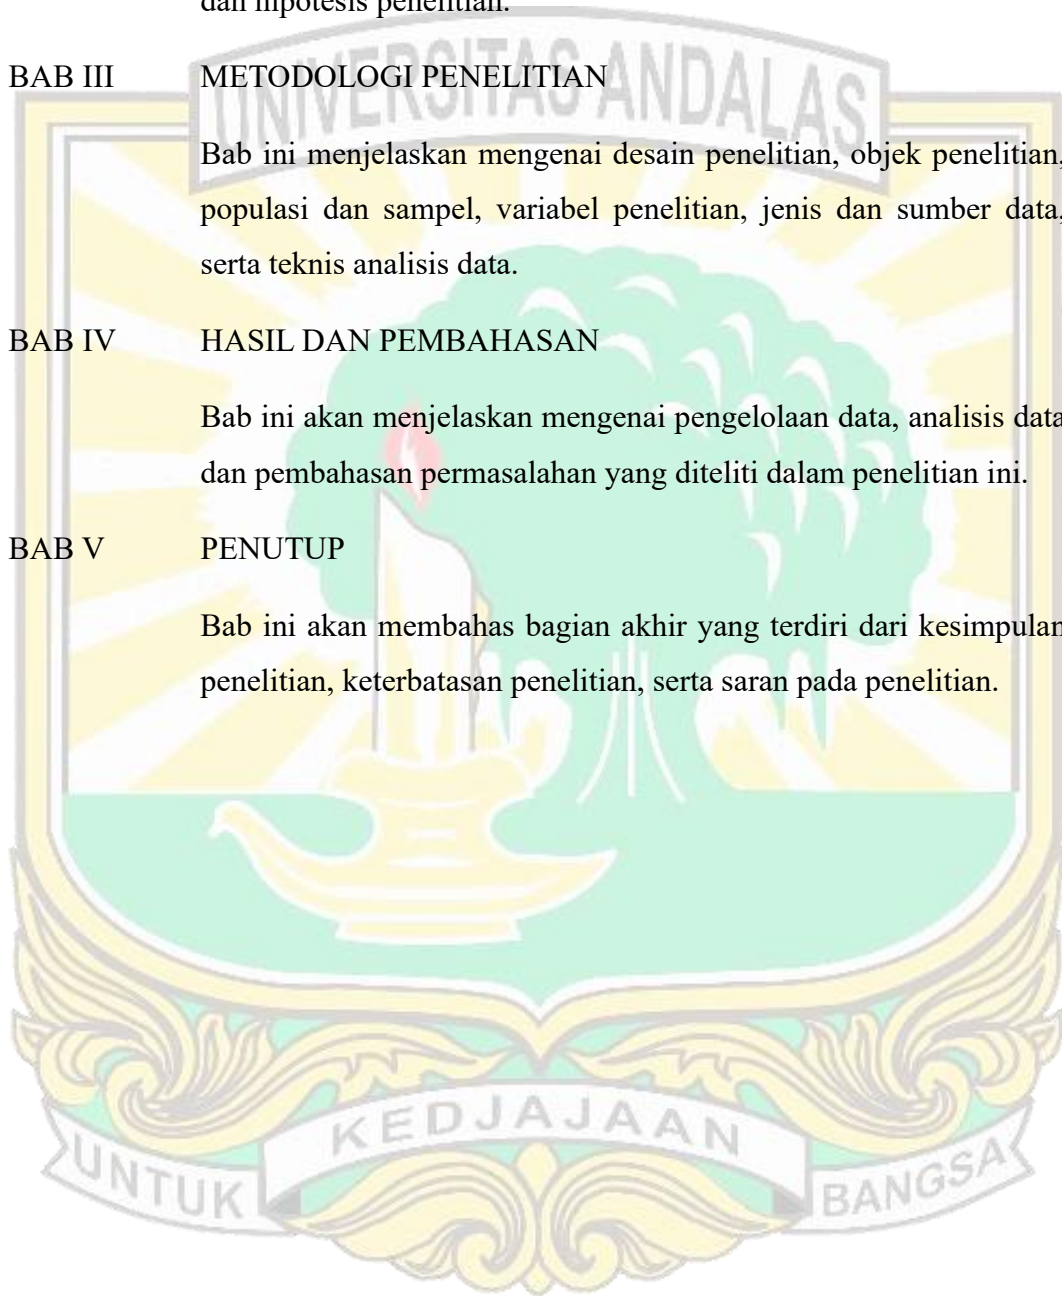 dan hipotesis penelitian.
UNIVERSITAS ANDALAS
BAB III METODOLOGI PENELITIAN
Bab ini menjelaskan mengenai desain penelitian, objek penelitian,
populasi dan sampel, variabel penelitian, jenis dan sumber data,
serta teknis analisis data.
BAB IV HASIL DAN PEMBAHASAN
Bab ini akan menjelaskan mengenai pengelolaan data, analisis data
dan pembahasan permasalahan yang diteliti dalam penelitian ini.
BAB V PENUTUP
Bab ini akan membahas bagian akhir yang terdiri dari kesimpulan
penelitian, keterbatasan penelitian, serta saran pada penelitian.
UNTUK KEDJAJAAN BANGSA